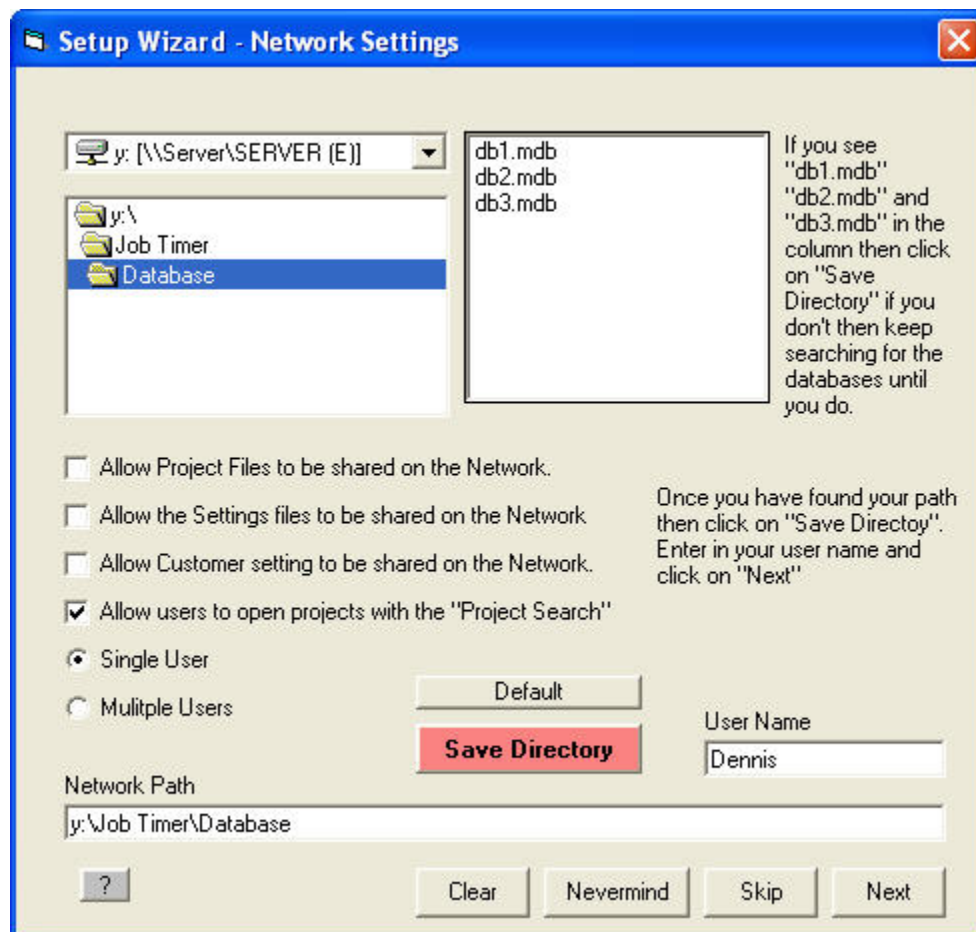 Setup Wizard - Network Settings
y: [\\Server\SERVER (E)]
y:\
Job Timer
Database
db1.mdb
db2.mdb
db3.mdb
If you see
"db1.mdb"
"db2.mdb" and
"db3.mdb" in the
column then click
on "Save
Directory" if you
don't then keep
searching for the
databases until
you do.
Allow Project Files to be shared on the Network.
Allow the Settings files to be shared on the Network
Allow Customer setting to be shared on the Network.
Allow users to open projects with the "Project Search"
Once you have found your path
then click on "Save Directoy".
Enter in your user name and
click on "Next"
Single User
Mulitple Users
Default
Save Directory
User Name
Dennis
Network Path
y:\Job Timer\Database
?
Clear
Nevermind
Skip
Next